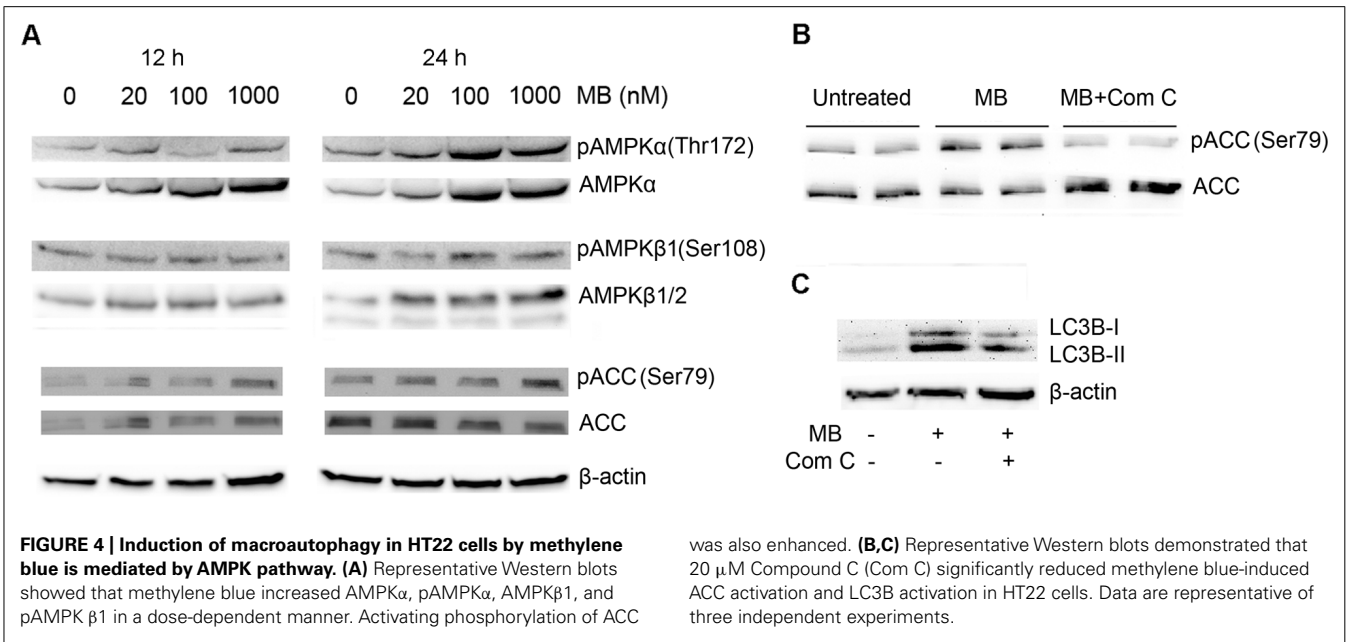 A
12 h
24 h
0 20 100 1000 0 20 100 1000 MB (nM)
pAMPKα(Thr172)
AMPKα
pAMPKβ1(Ser108)
AMPKβ1/2
pACC(Ser79)
ACC
β-actin
B
Untreated MB MB+Com C
pACC(Ser79)
ACC
C
LC3B-I
LC3B-II
β-actin
MB - + +
Com C - - +
FIGURE 4 | Induction of macroautophagy in HT22 cells by methylene
blue is mediated by AMPK pathway. (A) Representative Western blots
showed that methylene blue increased AMPKα, pAMPKα, AMPKβ1, and
pAMPK β1 in a dose-dependent manner. Activating phosphorylation of ACC
was also enhanced. (B,C) Representative Western blots demonstrated that
20 μM Compound C (Com C) significantly reduced methylene blue-induced
ACC activation and LC3B activation in HT22 cells. Data are representative of
three independent experiments.